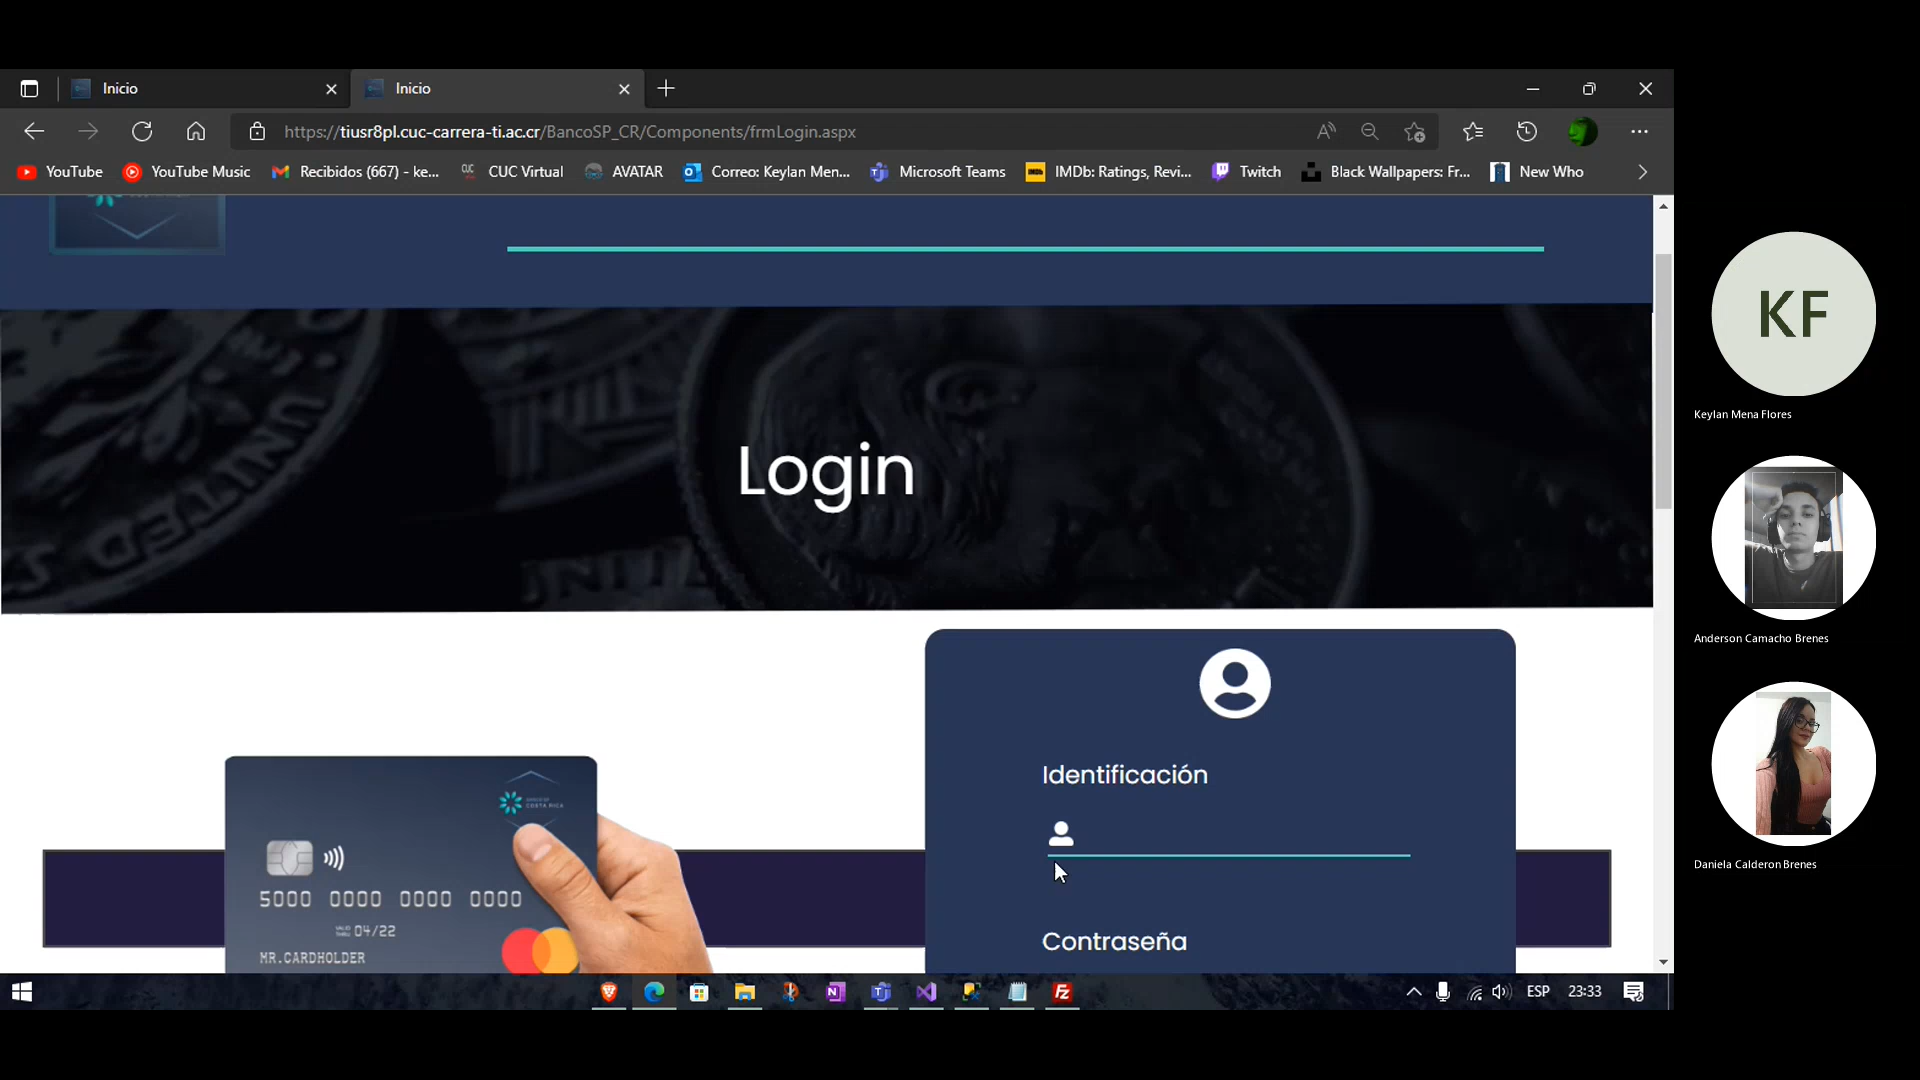 Inicio
Inicio
https://tiusr8pl.cuc-carrera-ti.ac.cr/BancoSP_CR/Components/frmLogin.aspx
YouTube
YouTube Music
Recibidos (667) - ke...
CUC Virtual
AVATAR
Correo: Keylan Men...
Microsoft Teams
IMDb: Ratings, Revi...
Twitch
Black Wallpapers: Fr...
New Who
UNITED S
Login
KF
Keylan Mena Flores
Anderson Camacho Brenes
Daniela Calderon Brenes
Identificación
Contraseña
COSTA RICA
5000 0000 0000 0000
04/22
MR.CARDHOLDER
ESP
23:33